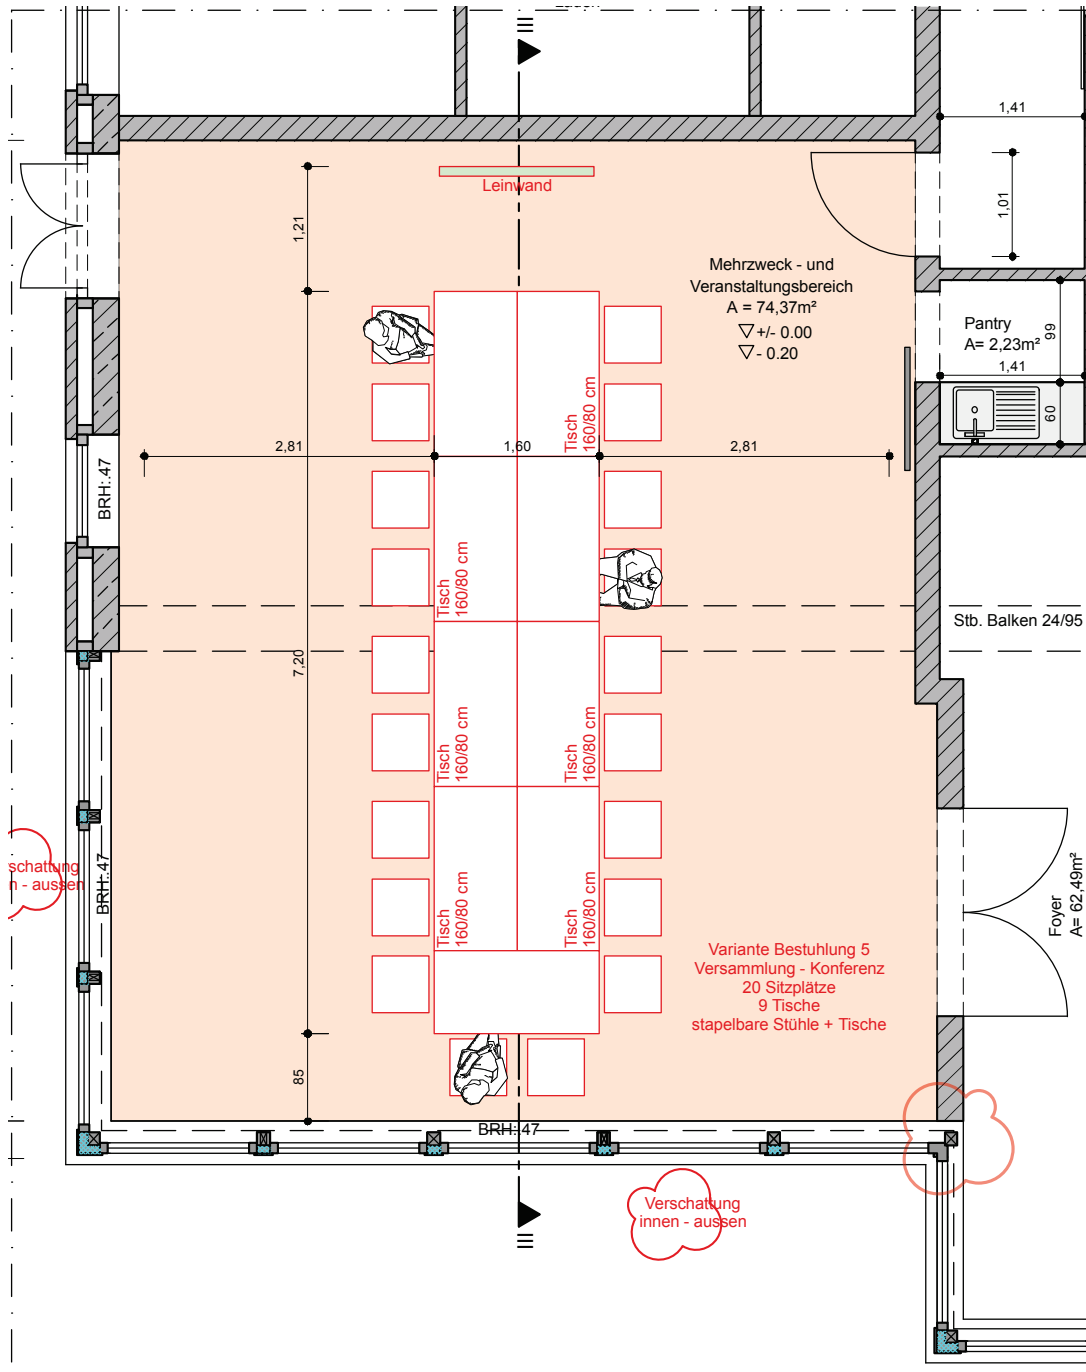 III
1,41
Leinwand
1,21
1,01
Mehrzweck - und
Veranstaltungsbereich
A = 74,37m²
+/- 0.00
- 0.20
Pantry
A= 2,23m²
99
1,41
60
Tisch
160/80 cm
2,81
1,60
2,81
BRH:.47
Tisch
160/80 cm
Stb. Balken 24/95
7,20
Tisch
160/80 cm
Tisch
160/80 cm
schattung
n - aussen
BRH:.47
Tisch
160/80 cm
Tisch
160/80 cm
Foyer
A= 62,49m²
Variante Bestuhlung 5
Versammlung - Konferenz
20 Sitzplätze
9 Tische
stapelbare Stühle + Tische
85
BRH:.47
Verschattung
innen - aussen
III